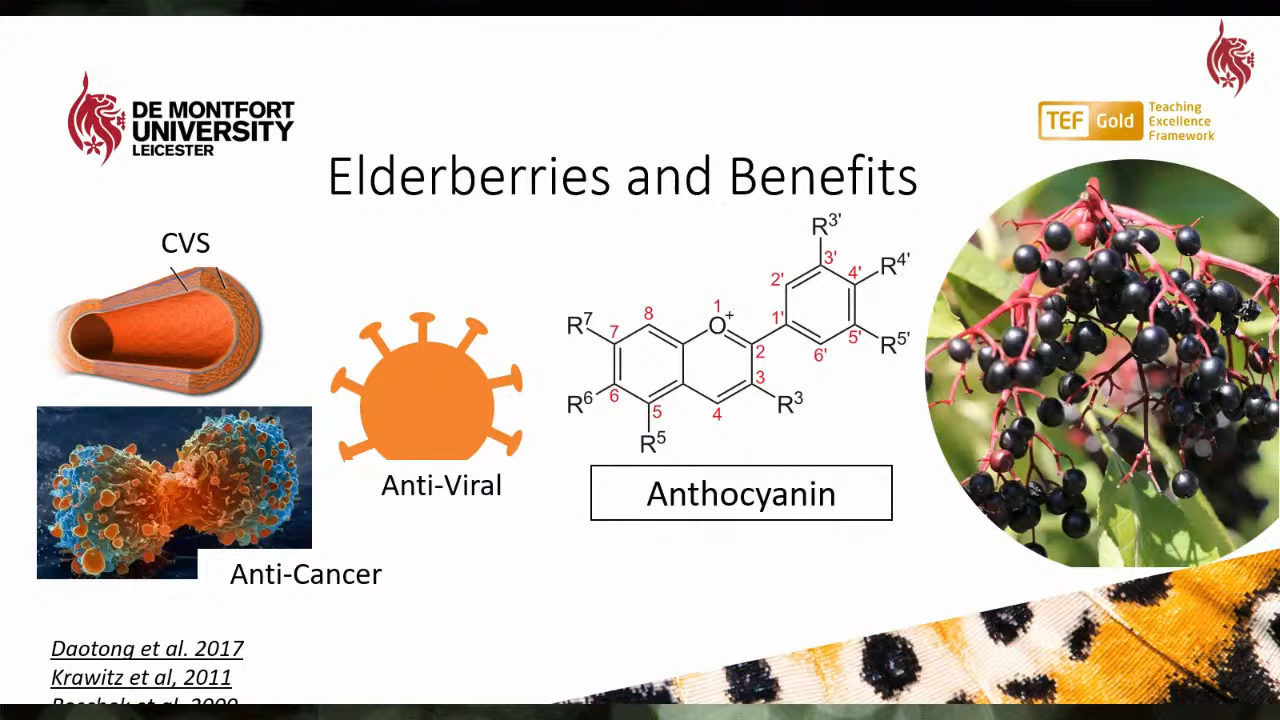 DE MONTFORT
UNIVERSITY
LEICESTER
TEF Gold
Teaching
Excellence
Framework
Elderberries and Benefits
CVS
Anti-Viral
Anti-Cancer
R3'
3'
R4'
4'
2'
1'
5'
R5'
6'
R7
7
8
1
O+
2
3
R3
4
5
6
R6
R5
Anthocyanin
Daotong et al. 2017
Krawitz et al, 2011